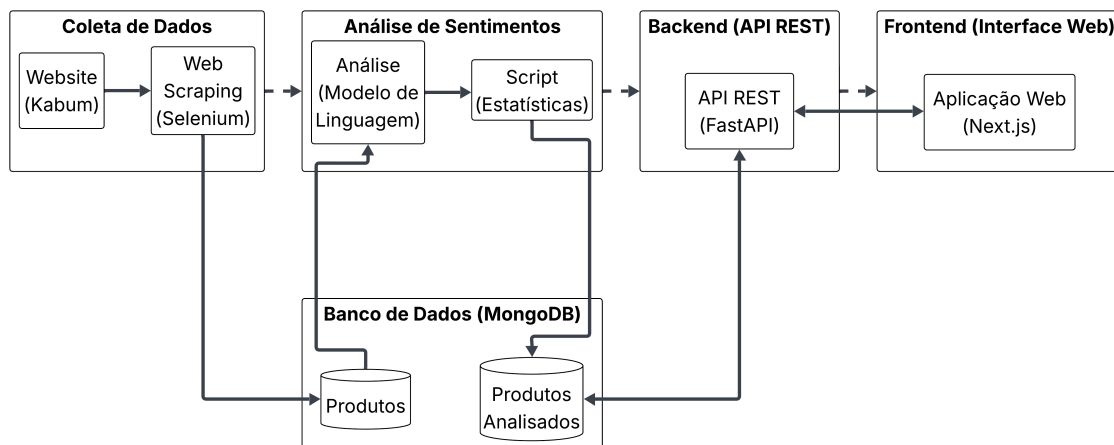 Coleta de Dados
Website
(Kabum)
Web
Scraping
(Selenium)
Análise de Sentimentos
Análise
(Modelo de
Linguagem)
Script
(Estatísticas)
Backend (API REST)
API REST
(FastAPI)
Frontend (Interface Web)
Aplicação Web
(Next.js)
Banco de Dados (MongoDB)
Produtos
Produtos
Analisados